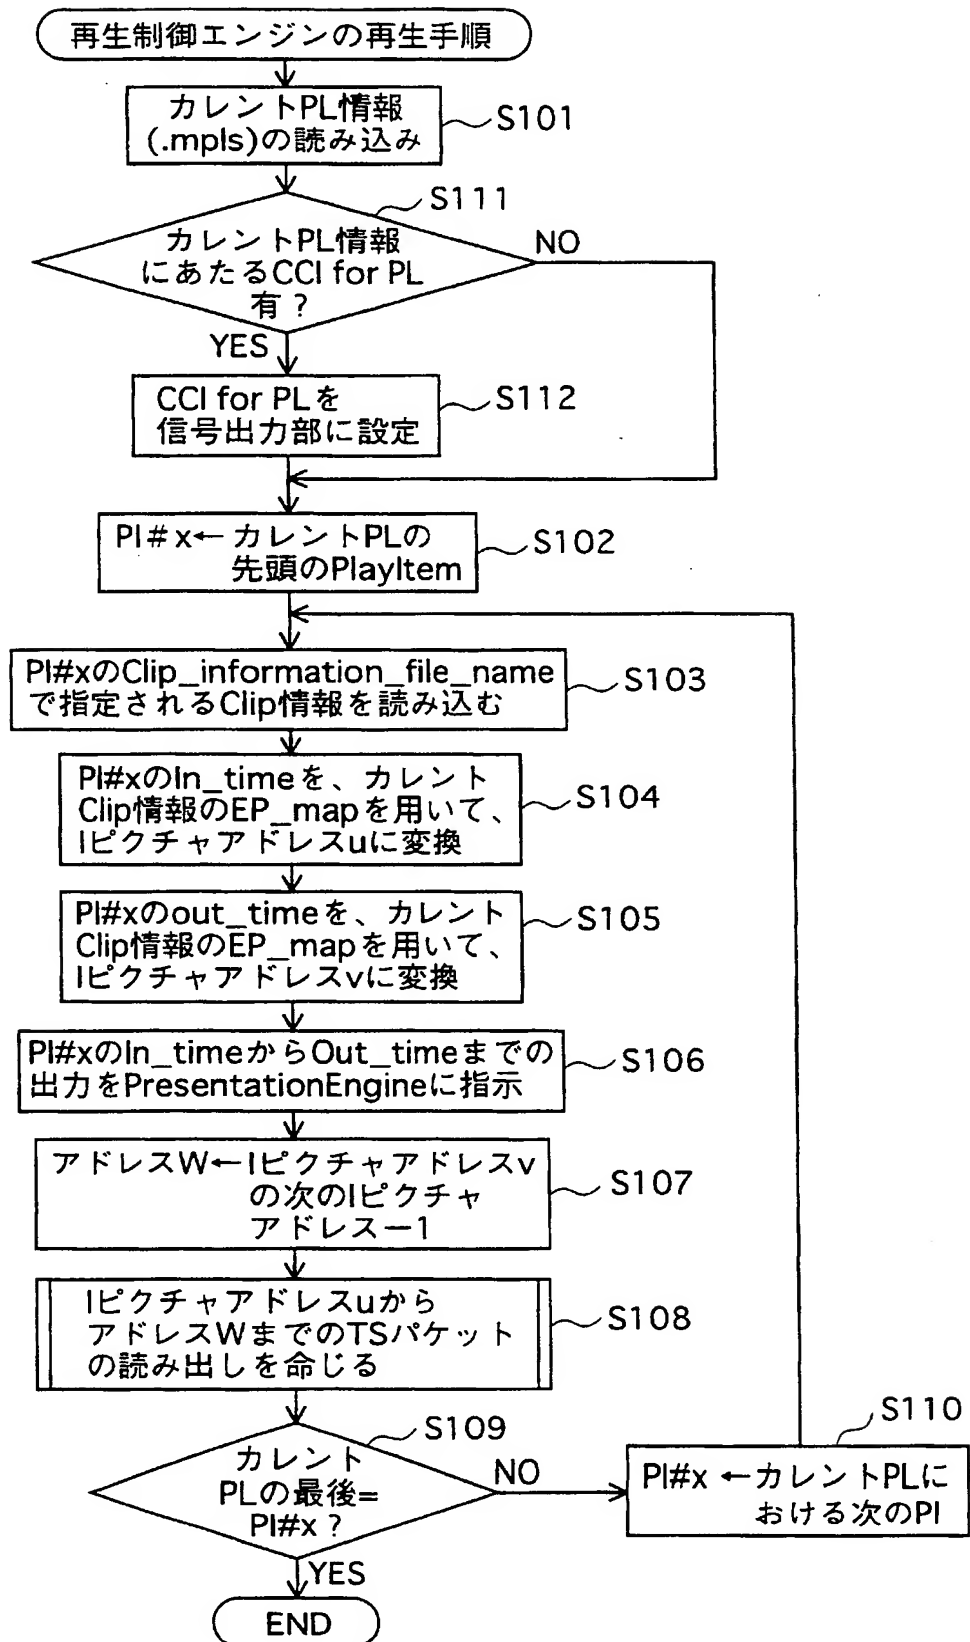 再生制御エンジンの再生手順
カレントPL情報
(.mpls)の読み込み
S101
S111
カレントPL情報
にあたるCCI for PL
有？
NO
YES
CCI for PLを
信号出力部に設定
S112
PI#x←カレントPLの
先頭のPlayItem
S102
PI#xのClip_information_file_name
で指定されるClip情報を読み込む
S103
PI#xのIn_timeを、カレント
Clip情報のEP_mapを用いて、
Iピクチャアドレスuに変換
S104
PI#xのout_timeを、カレント
Clip情報のEP_mapを用いて、
Iピクチャアドレスvに変換
S105
PI#xのIn_timeからOut_timeまでの
出力をPresentationEngineに指示
S106
アドレスW←Iピクチャアドレスv
の次のIピクチャ
アドレスー1
S107
Iピクチャアドレスuから
アドレスWまでのTSパケット
の読み出しを命じる
S108
S109
カレント
PLの最後=
PI#x？
NO
YES
S110
PI#x ←カレントPLに
おける次のPI
END